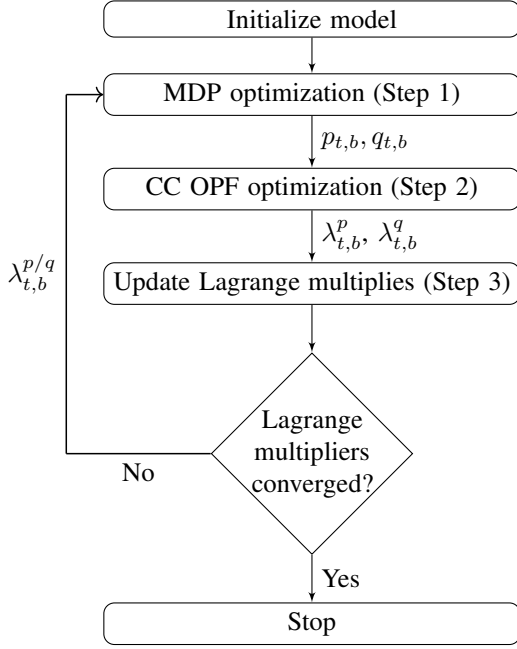 Initialize model
MDP optimization (Step 1)
p_{t,b}, q_{t,b}
CC OPF optimization (Step 2)
λ^p_{t,b}, λ^q_{t,b}
λ^{p/q}_{t,b}
Update Lagrange multiplies (Step 3)
Lagrange
multipliers
converged?
No
Yes
Stop